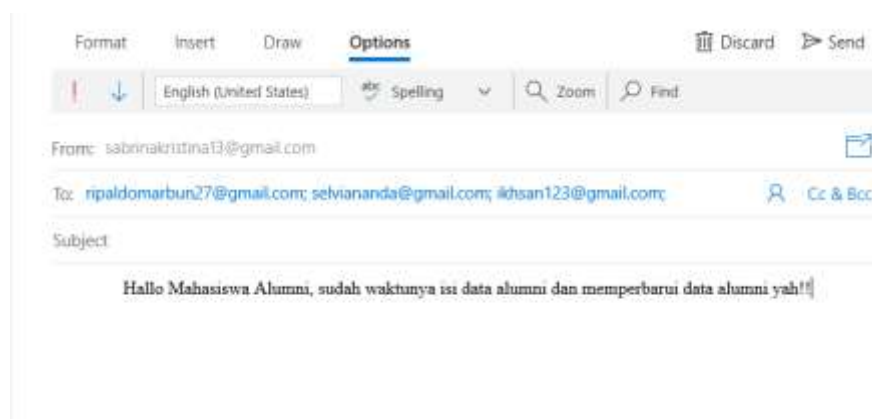 Format Insert Draw Options Discard Send
English (United States) abc Spelling Zoom Find
From: sabrinakristina13@gmail.com
To: ripaldomarbun27@gmail.com; selviananda@gmail.com; ikhsan123@gmail.com; Cc & Bcc
Subject
Hallo Mahasiswa Alumni, sudah waktunya isi data alumni dan memperbarui data alumni yah!!